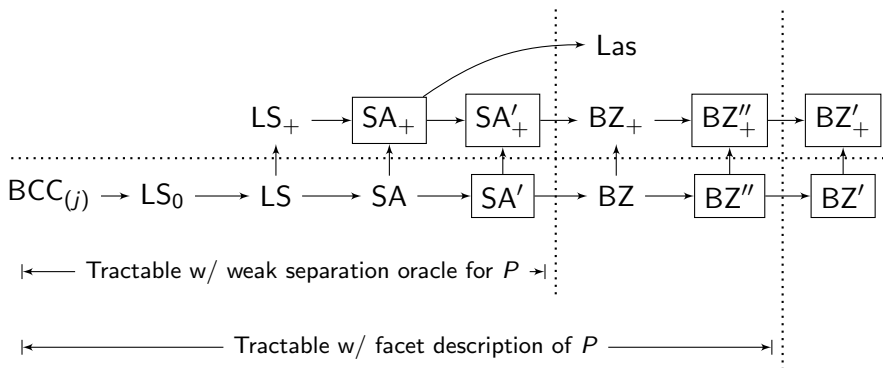 Las
LS₊ SA₊ SA′₊ BZ₊ BZ″₊ BZ′₊
BCC₍ⱼ₎ LS₀ LS SA SA′ BZ BZ″ BZ′
Tractable w/ weak separation oracle for P
Tractable w/ facet description of P